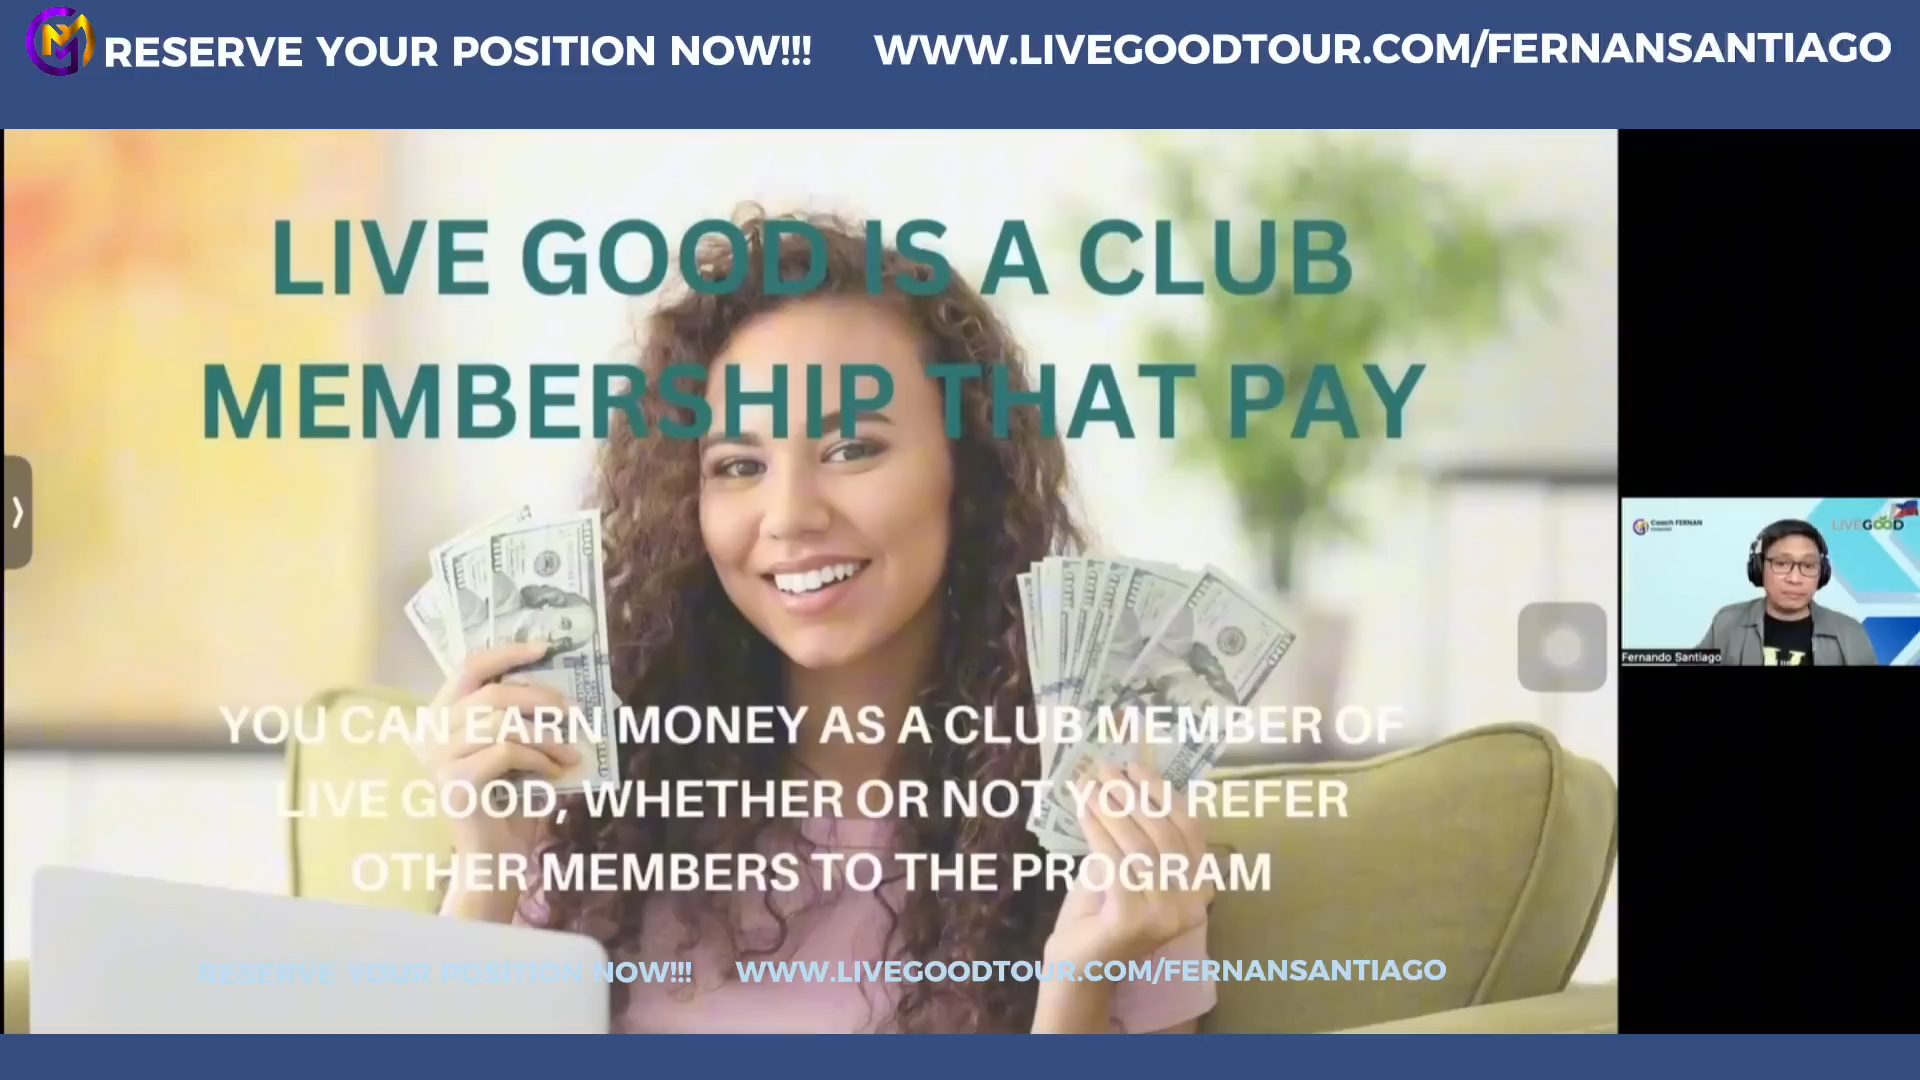 RESERVE YOUR POSITION NOW!!! WWW.LIVEGOODTOUR.COM/FERNANSANTIAGO
LIVE GOOD IS A CLUB
MEMBERSHIP THAT PAY
Coach FERNAN
LIVEGOOD
Fernando Santiago
YOU CAN EARN MONEY AS A CLUB MEMBER OF
LIVE GOOD, WHETHER OR NOT YOU REFER
OTHER MEMBERS TO THE PROGRAM
RESERVE YOUR POSITION NOW!!! WWW.LIVEGOODTOUR.COM/FERNANSANTIAGO